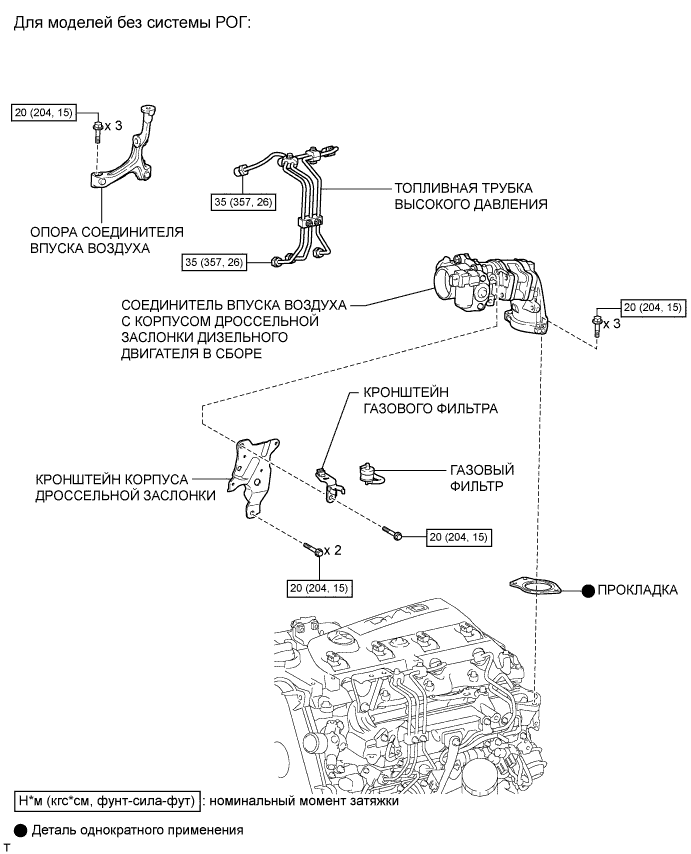 Для моделей без системы РОГ:
20 (204, 15)
x 3
ОПОРА СОЕДИНИТЕЛЯ
ВПУСКА ВОЗДУХА
35 (357, 26)
35 (357, 26)
ТОПЛИВНАЯ ТРУБКА
ВЫСОКОГО ДАВЛЕНИЯ
СОЕДИНИТЕЛЬ ВПУСКА ВОЗДУХА
С КОРПУСОМ ДРОССЕЛЬНОЙ
ЗАСЛОНКИ ДИЗЕЛЬНОГО
ДВИГАТЕЛЯ В СБОРЕ
20 (204, 15)
x 3
КРОНШТЕЙН
ГАЗОВОГО ФИЛЬТРА
КРОНШТЕЙН КОРПУСА
ДРОССЕЛЬНОЙ ЗАСЛОНКИ
ГАЗОВЫЙ
ФИЛЬТР
20 (204, 15)
x 2
20 (204, 15)
ПРОКЛАДКА
D-4D
Н*м (кгс*см, фунт-сила-фут) : номинальный момент затяжки
Деталь однократного применения
T